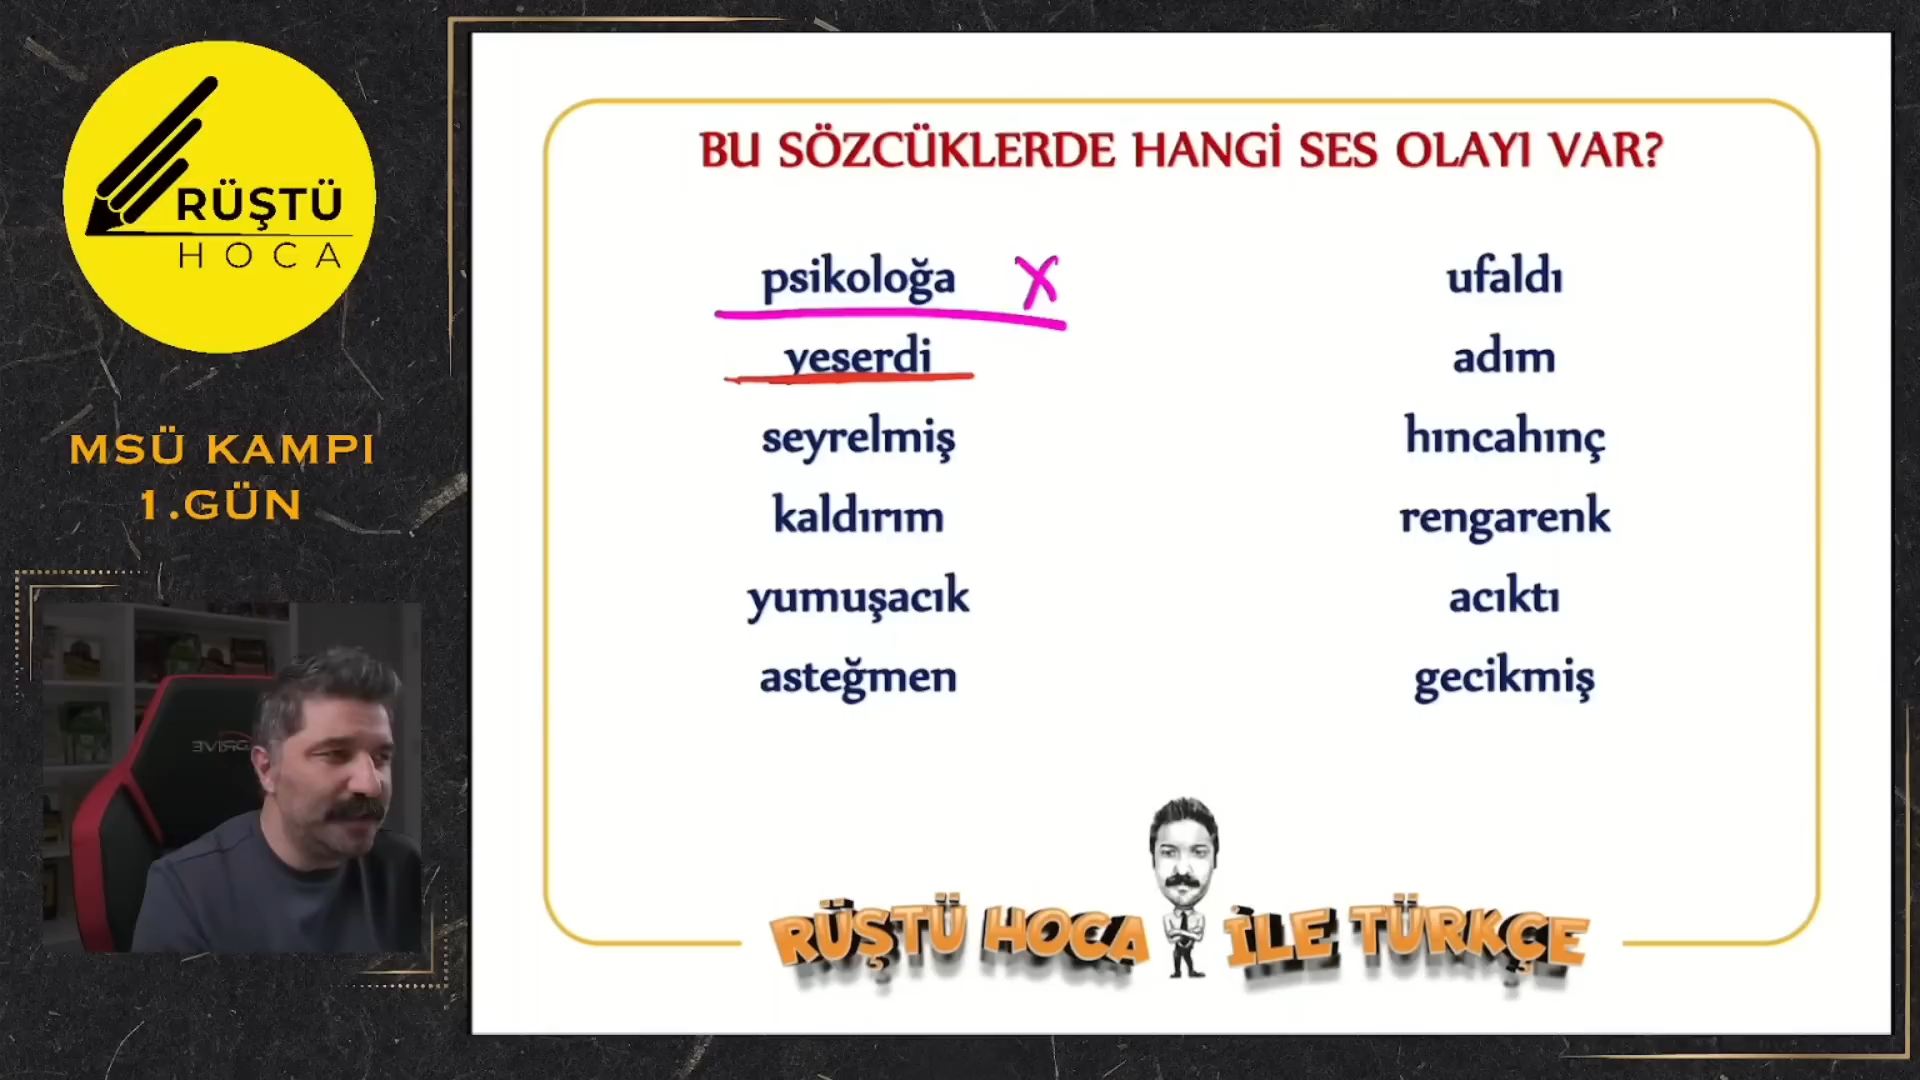 RÜŞTÜ
HOCA
MSÜ KAMPI
1.GÜN
BU SÖZCÜKLERDE HANGİ SES OLAYI VAR?
psikoloğa X
yeserdi
seyrelmiş
kaldırım
yumuşacık
asteğmen
ufaldı
adım
hıncahınç
rengarenk
acıktı
gecikmiş
RÜŞTÜ HOCA İLE TÜRKÇE